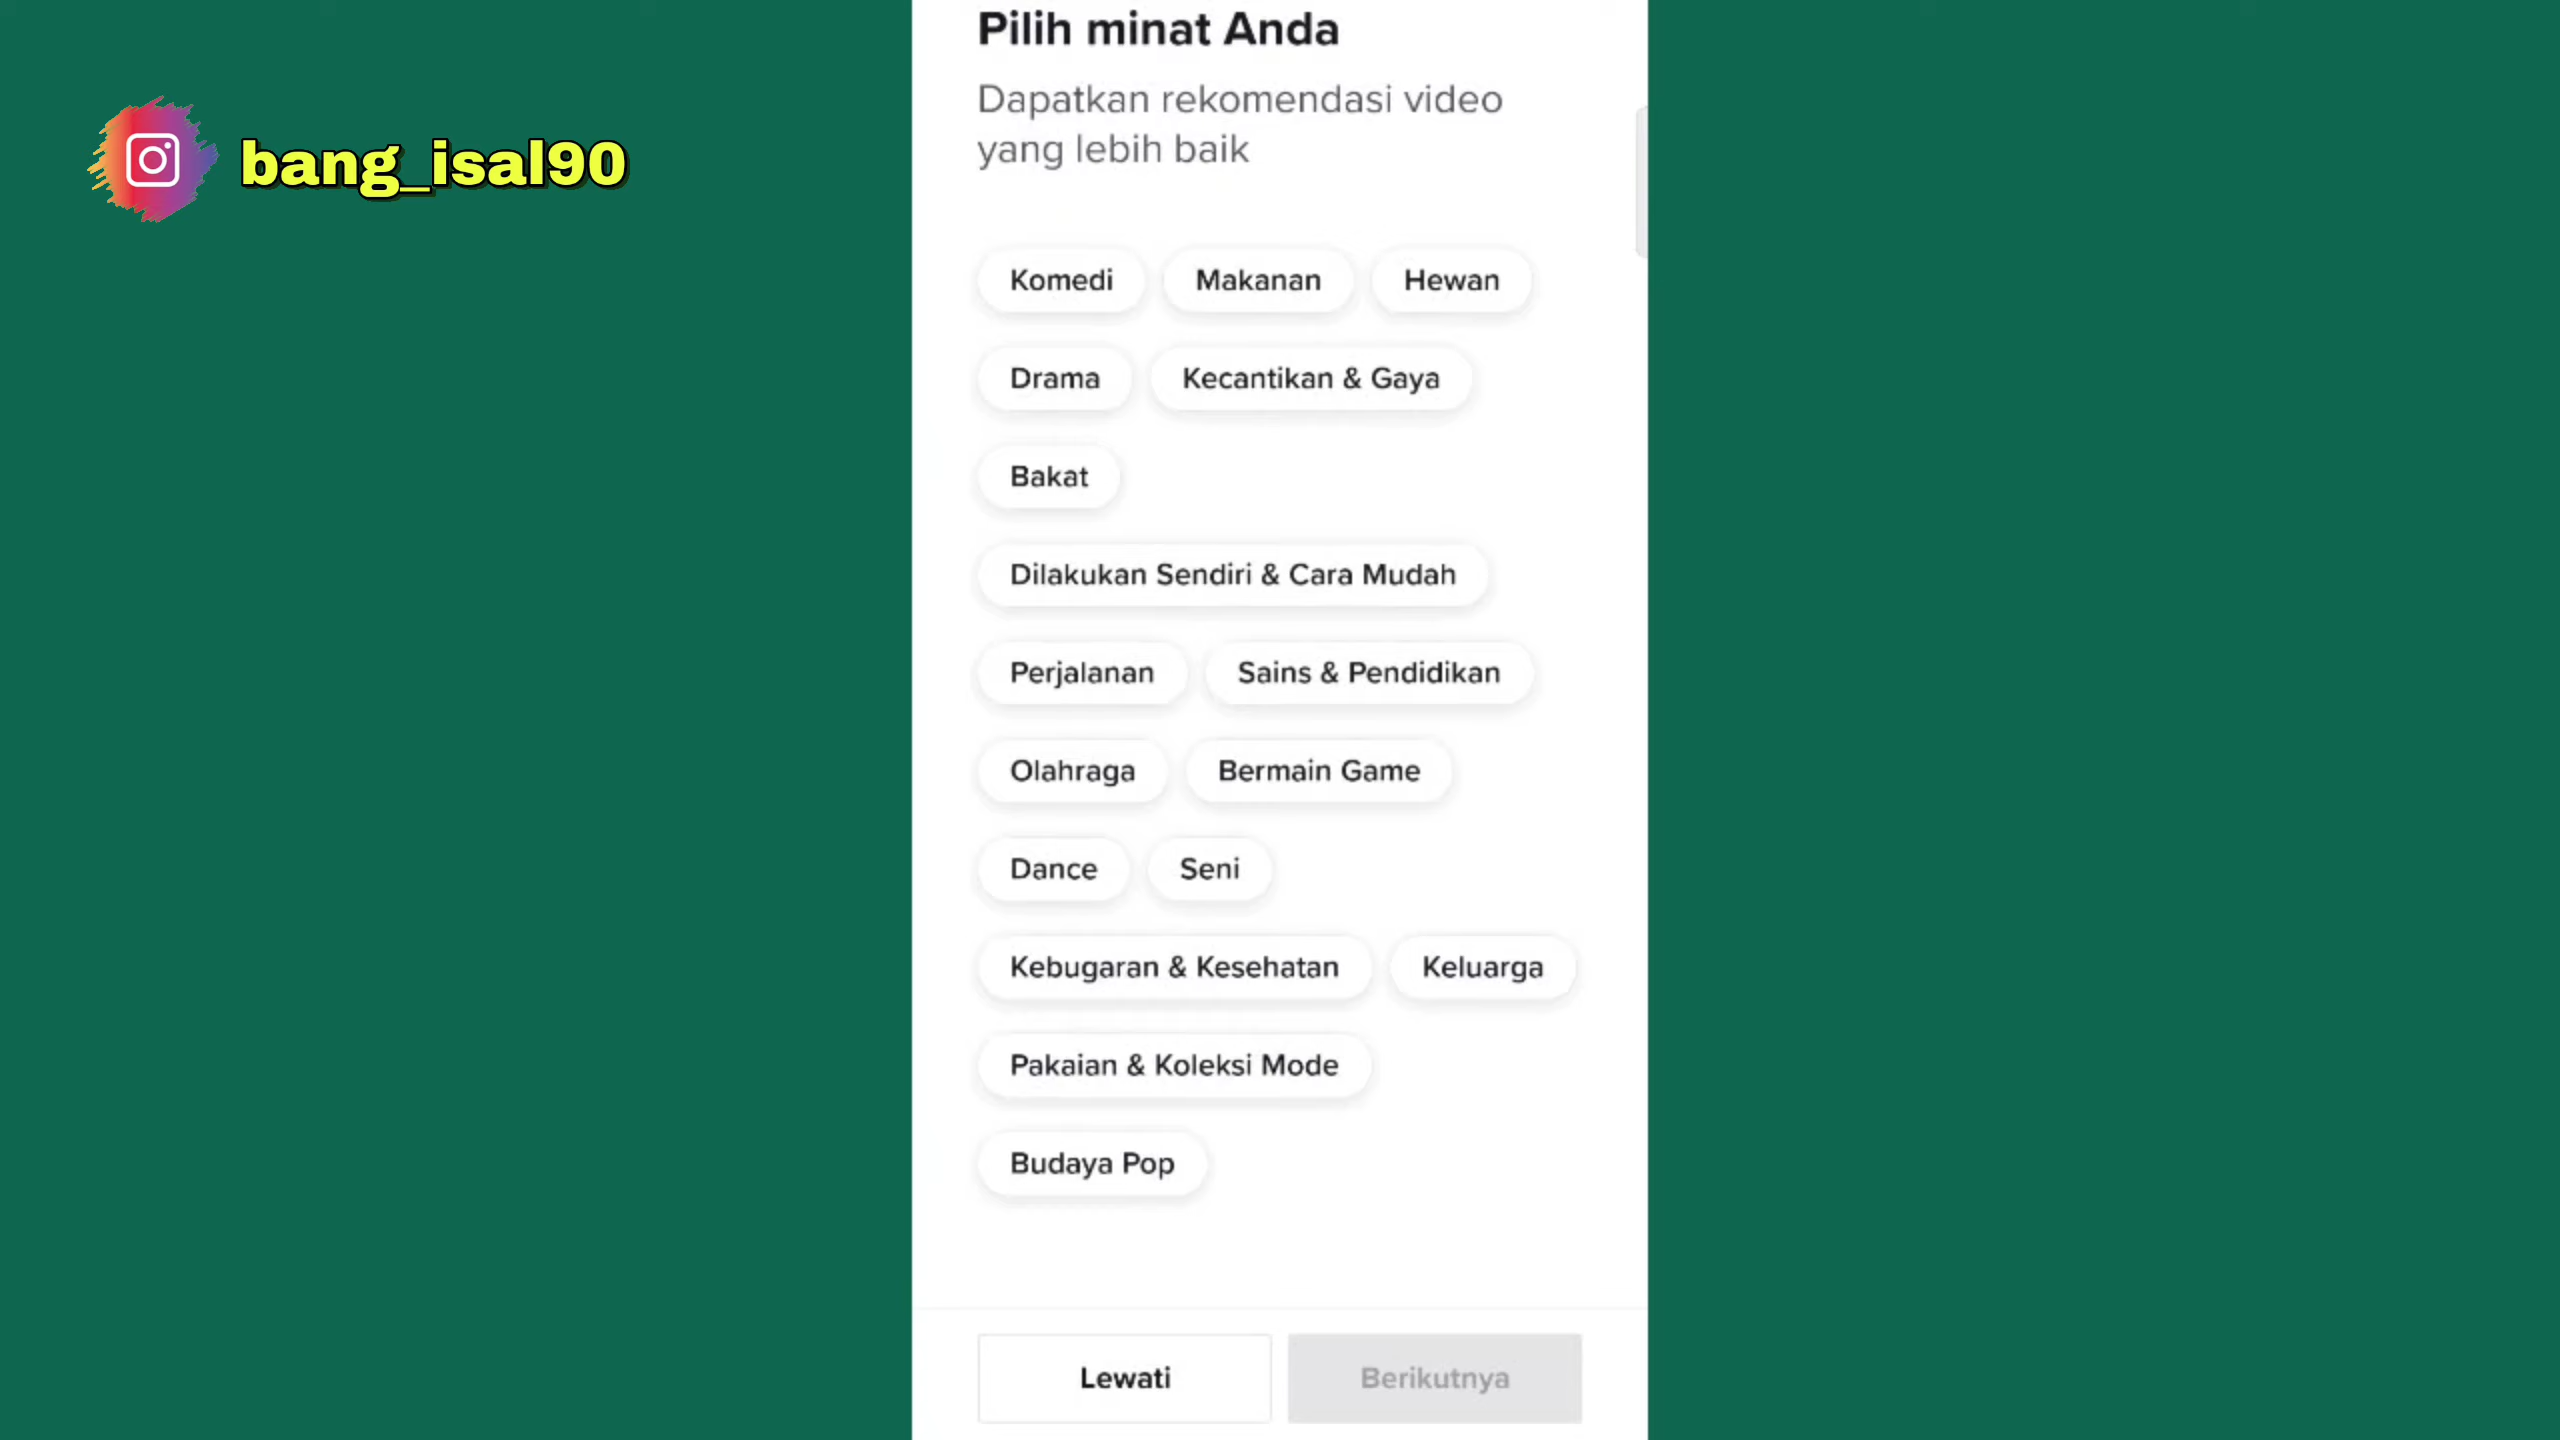 Pilih minat Anda
Dapatkan rekomendasi video
yang lebih baik
bang_isal90
Komedi Makanan Hewan
Drama Kecantikan & Gaya
Bakat
Dilakukan Sendiri & Cara Mudah
Perjalanan Sains & Pendidikan
Olahraga Bermain Game
Dance Seni
Kebugaran & Kesehatan Keluarga
Pakaian & Koleksi Mode
Budaya Pop
Lewati Berikutnya